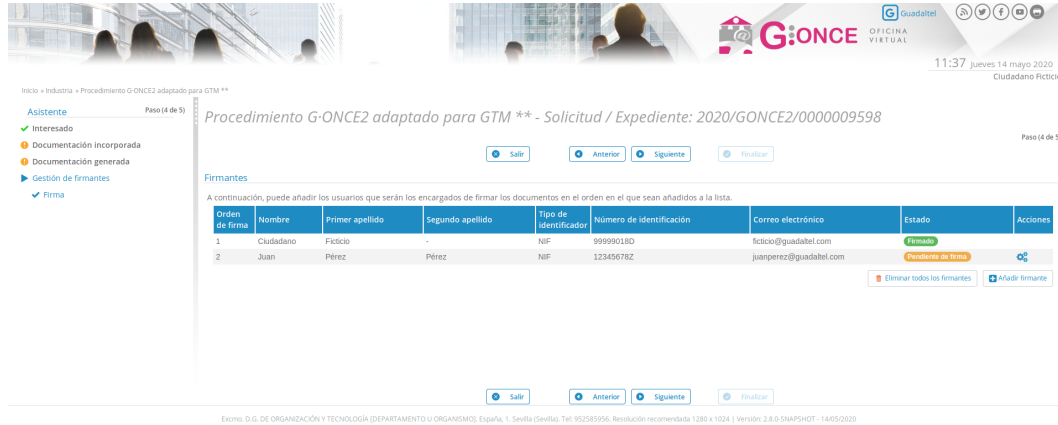 G Guadaltel
G:ONCE OFICINA VIRTUAL
11:37 Jueves 14 mayo 2020
Ciudadano Fictici
Inicio » Industria » Procedimiento G·ONCE2 adaptado para GTM **
Asistente Paso (4 de 5)
Interesado
Documentación incorporada
Documentación generada
Gestión de firmantes
Firma
Procedimiento G·ONCE2 adaptado para GTM ** - Solicitud / Expediente: 2020/GONCE2/0000009598
Paso (4 de 5
Salir Anterior Siguiente Finalizar
Firmantes
A continuación, puede añadir los usuarios que serán los encargados de firmar los documentos en el orden en el que sean añadidos a la lista.
Orden de firma Nombre Primer apellido Segundo apellido Tipo de identificador Número de identificación Correo electrónico Estado Acciones
1 Ciudadano Ficticio - NIF 99999018D ficticio@guadaltel.com Firmado
2 Juan Pérez Pérez NIF 12345678Z juanperez@guadaltel.com Pendiente de firma
Eliminar todos los firmantes Añadir firmante
Salir Anterior Siguiente Finalizar
Excmo. D.G. DE ORGANIZACIÓN Y TECNOLOGÍA (DEPARTAMENTO U ORGANISMO). España, 1. Sevilla (Sevilla). Tel: 952585956. Resolución recomendada 1280 x 1024 | Versión: 2.8.0-SNAPSHOT - 14/05/2020